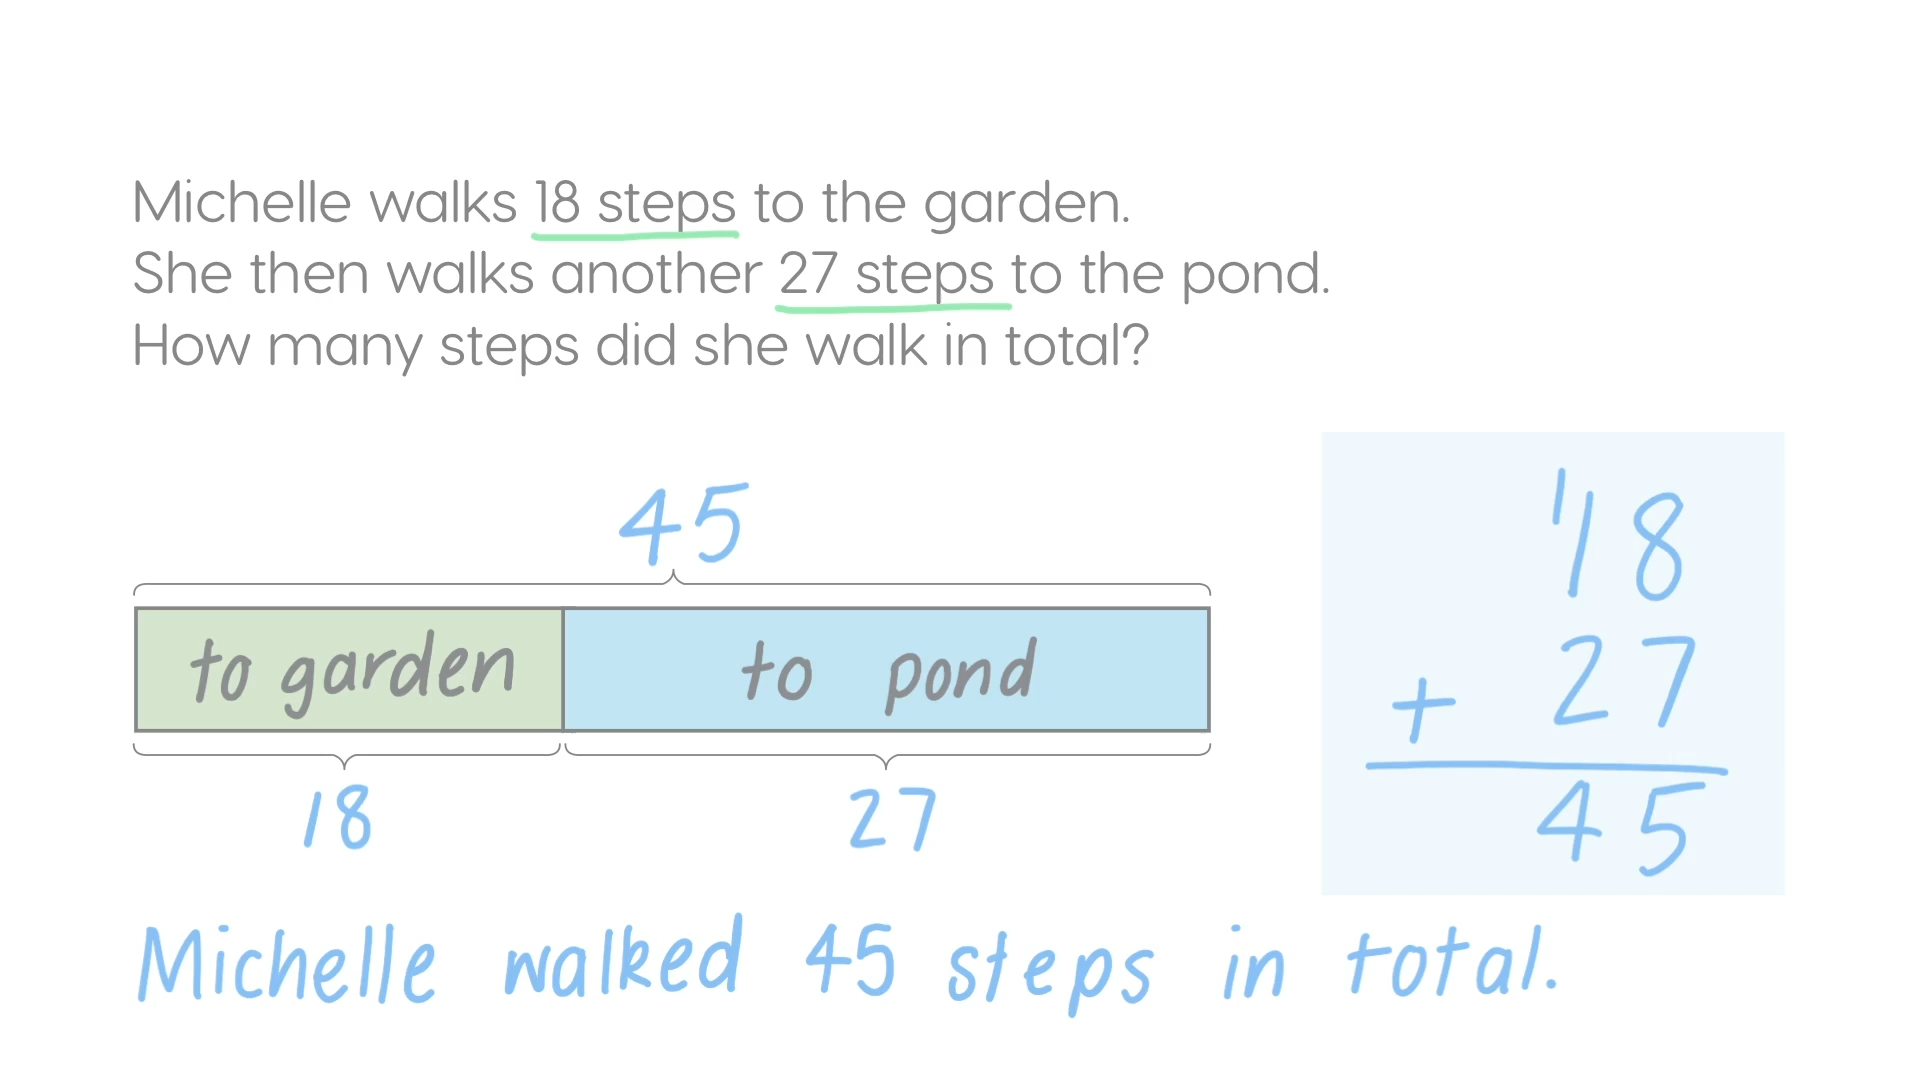 Michelle walks 18 steps to the garden.
She then walks another 27 steps to the pond.
How many steps did she walk in total?
45
to garden
to pond
18
27
1
18
+ 27
45
Michelle walked 45 steps in total.